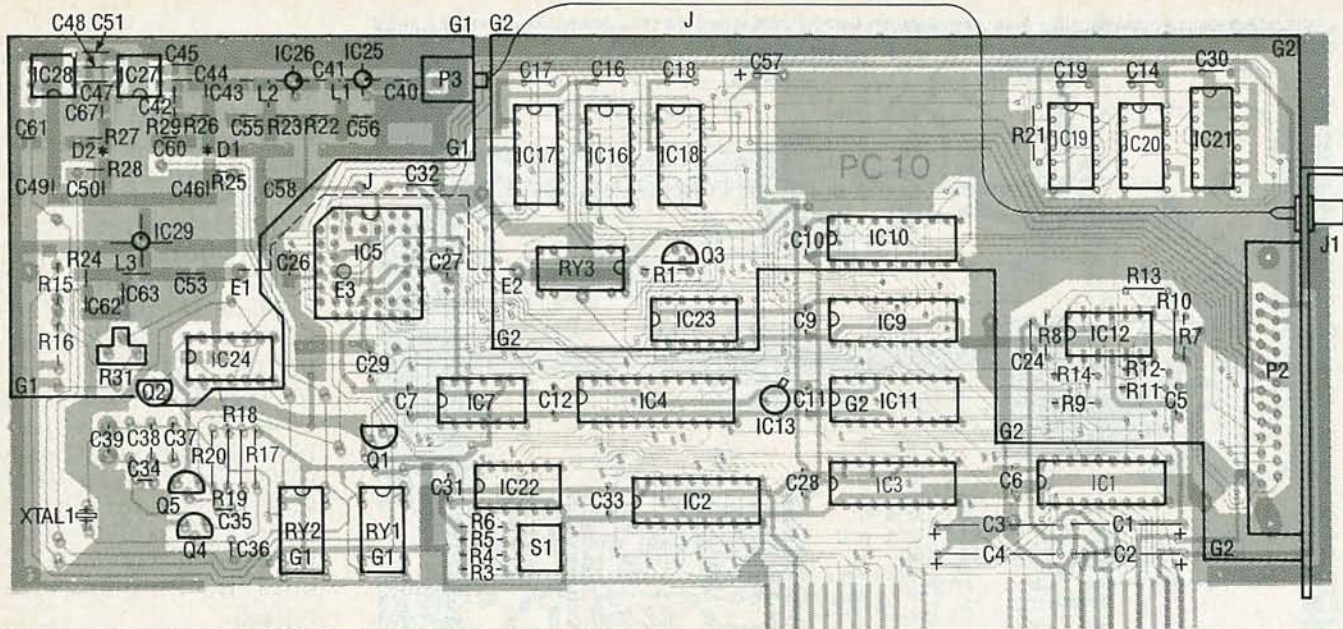 C48 C51
G1 G2
J
G2
IC28
IC27
C45
C44
IC26
C41
IC25
P3
C17
C16
C18
+
C57
C19
C14
C30
C47
C67
C42
C43
L2
L1
C40
C61
R27
R29
R26
C55
R23
R22
C56
D2*
C60
*D1
G1
R28
IC17
IC16
IC18
PC10
R21
IC19
IC20
IC21
C49
C50
C46
R25
C58
J
C32
IC29
R24
L3
C53
E1
C26
IC5
E3
C27
E2
RY3
R1
Q3
C10
IC10
J1
R15
C62
C63
R13
R10
R16
R31
IC24
G2
IC23
C9
IC9
C24
R8
IC12
R7
P2
G1
Q2
C29
R14
R12
R11
R9
C5
C7
IC7
C12
IC4
IC13
C11
G2
IC11
R18
C39
C38
C37
R20
R17
Q1
G2
C34
Q5
R19
C31
IC22
C33
IC2
C28
IC3
C6
IC1
XTAL1
Q4
C35
C36
RY2
G1
RY1
G1
R6
R5
R4
R3
S1
+
C3
C1
+
+
C4
C2
+
G2